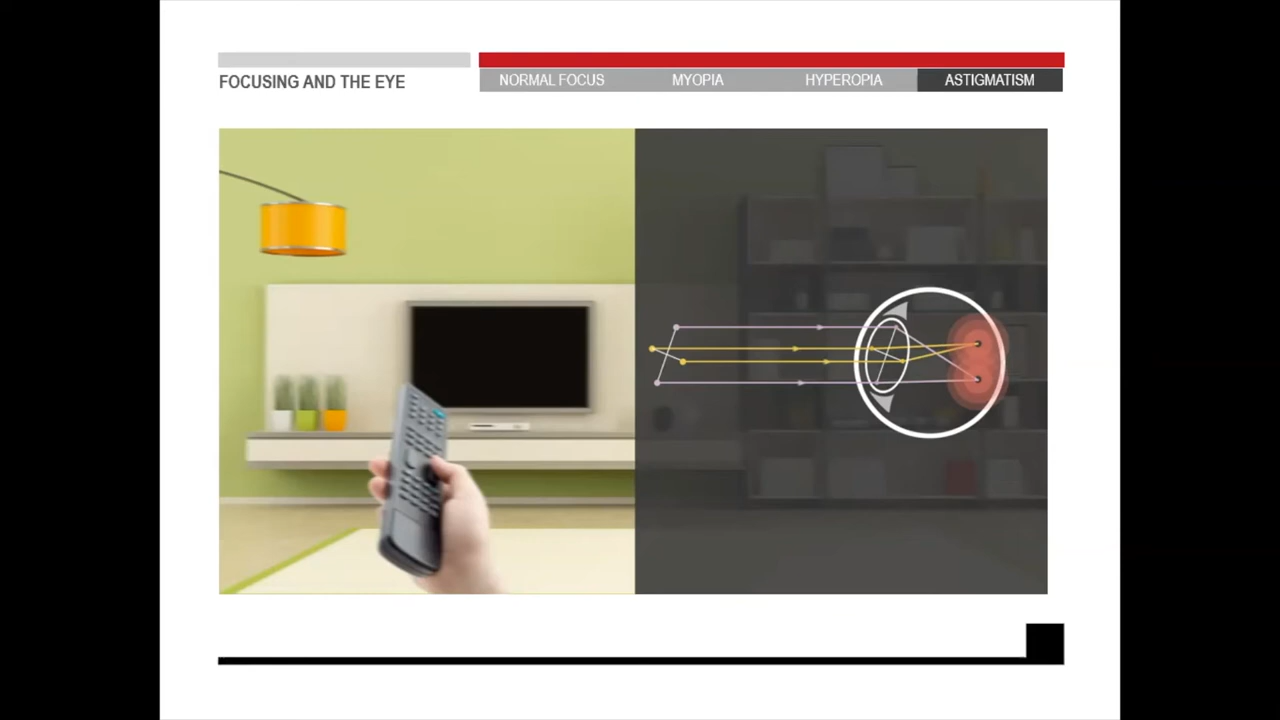 FOCUSING AND THE EYE
NORMAL FOCUS
MYOPIA
HYPEROPIA
ASTIGMATISM